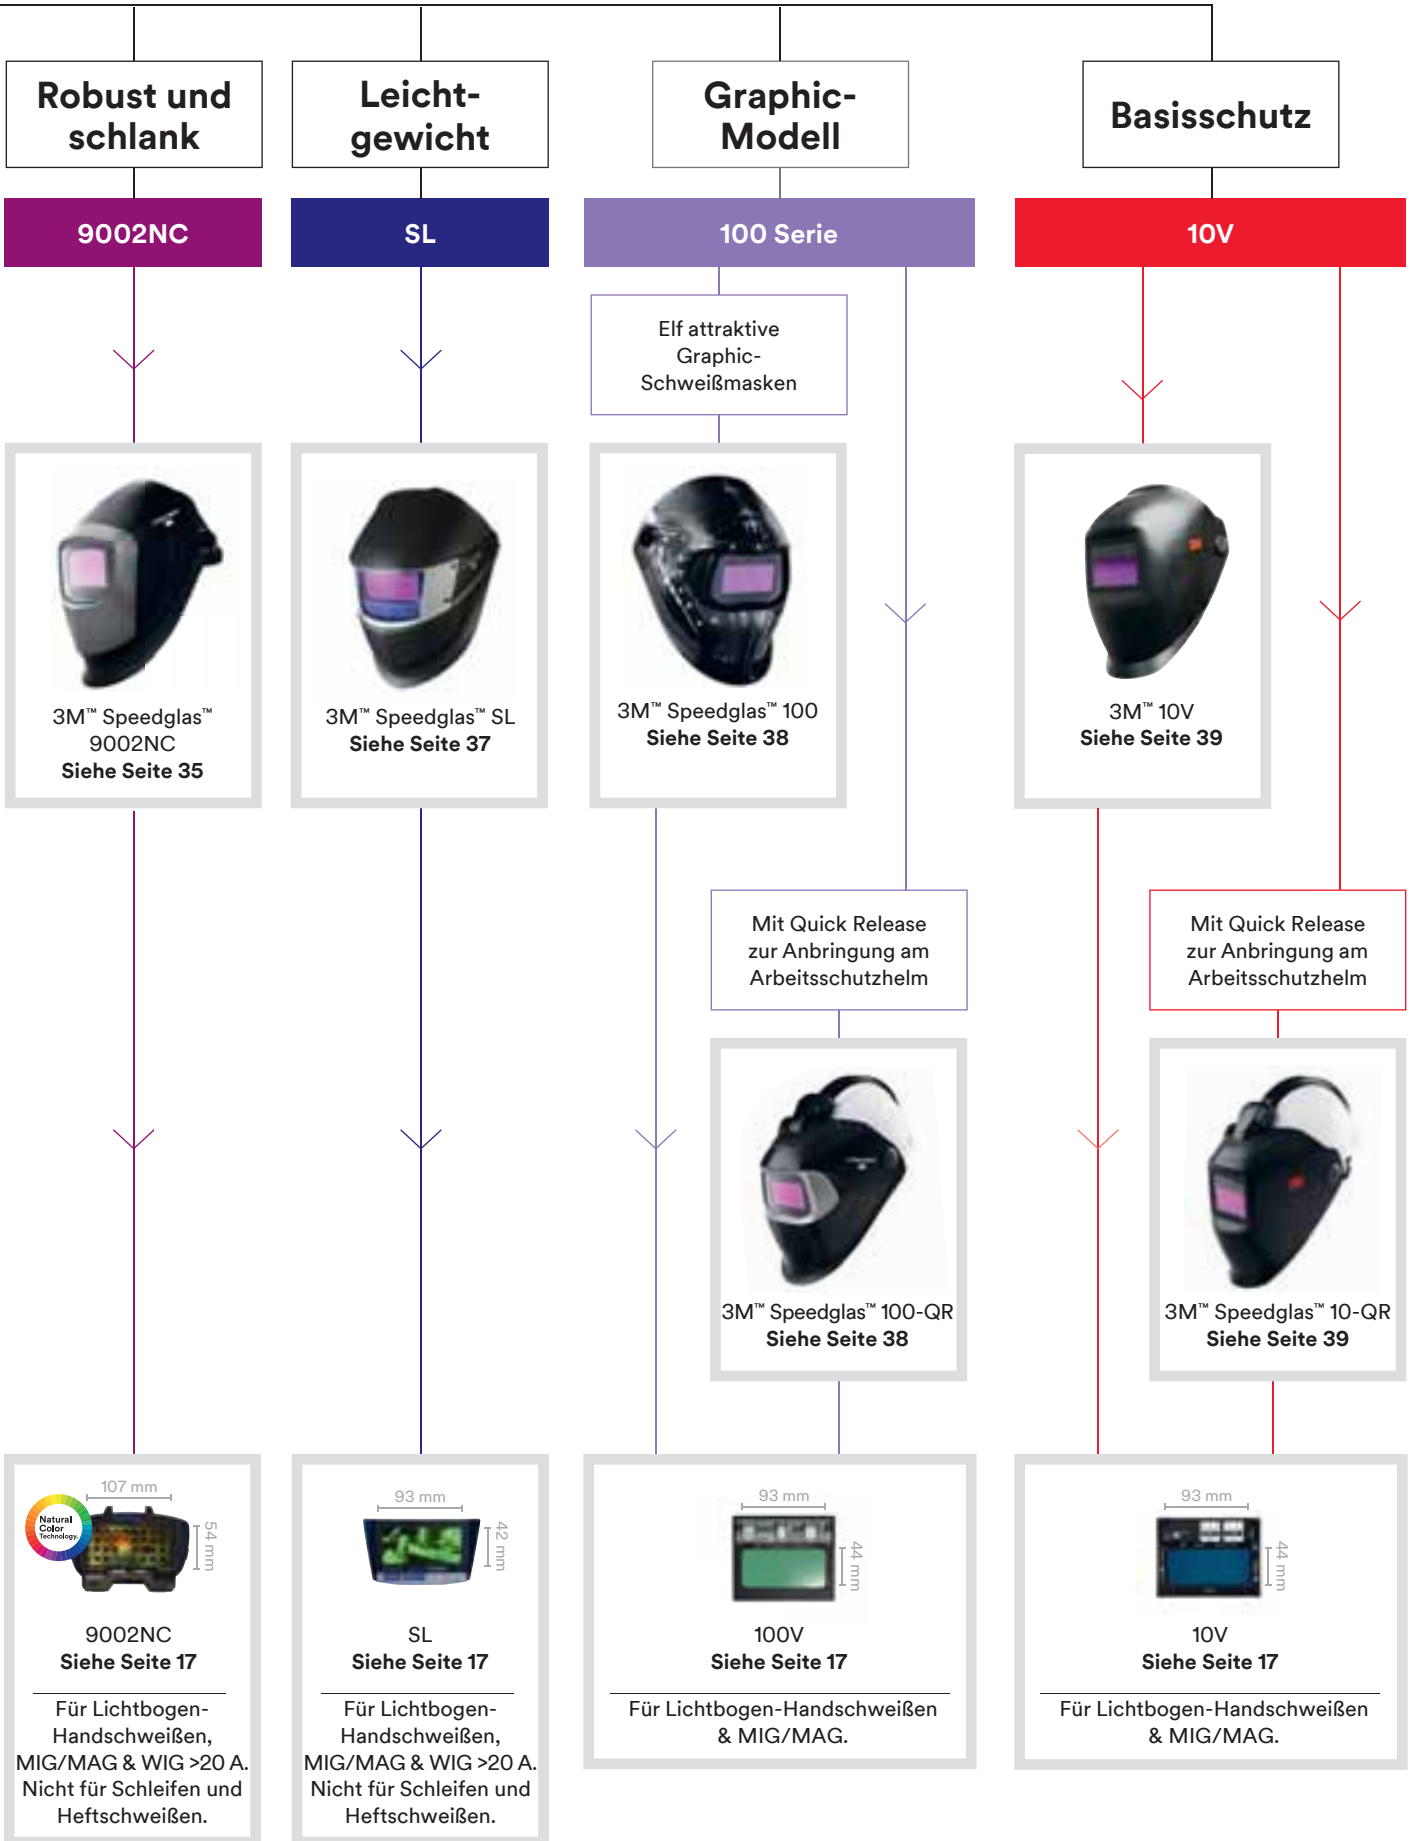 Robust und
schlank
Leicht-
gewicht
Graphic-
Modell
Basisschutz
9002NC
SL
100 Serie
10V
Elf attraktive
Graphic-
Schweißmasken
3M™ Speedglas™
9002NC
Siehe Seite 35
3M™ Speedglas™ SL
Siehe Seite 37
3M™ Speedglas™ 100
Siehe Seite 38
3M™ 10V
Siehe Seite 39
Mit Quick Release
zur Anbringung am
Arbeitsschutzhelm
Mit Quick Release
zur Anbringung am
Arbeitsschutzhelm
3M™ Speedglas™ 100-QR
Siehe Seite 38
3M™ Speedglas™ 10-QR
Siehe Seite 39
107 mm
54 mm
Natural
Color
Technology.
9002NC
Siehe Seite 17
Für Lichtbogen-
Handschweißen,
MIG/MAG & WIG >20 A.
Nicht für Schleifen und
Heftschweißen.
93 mm
42 mm
SL
Siehe Seite 17
Für Lichtbogen-
Handschweißen,
MIG/MAG & WIG >20 A.
Nicht für Schleifen und
Heftschweißen.
93 mm
44 mm
100V
Siehe Seite 17
Für Lichtbogen-Handschweißen
& MIG/MAG.
93 mm
44 mm
10V
Siehe Seite 17
Für Lichtbogen-Handschweißen
& MIG/MAG.